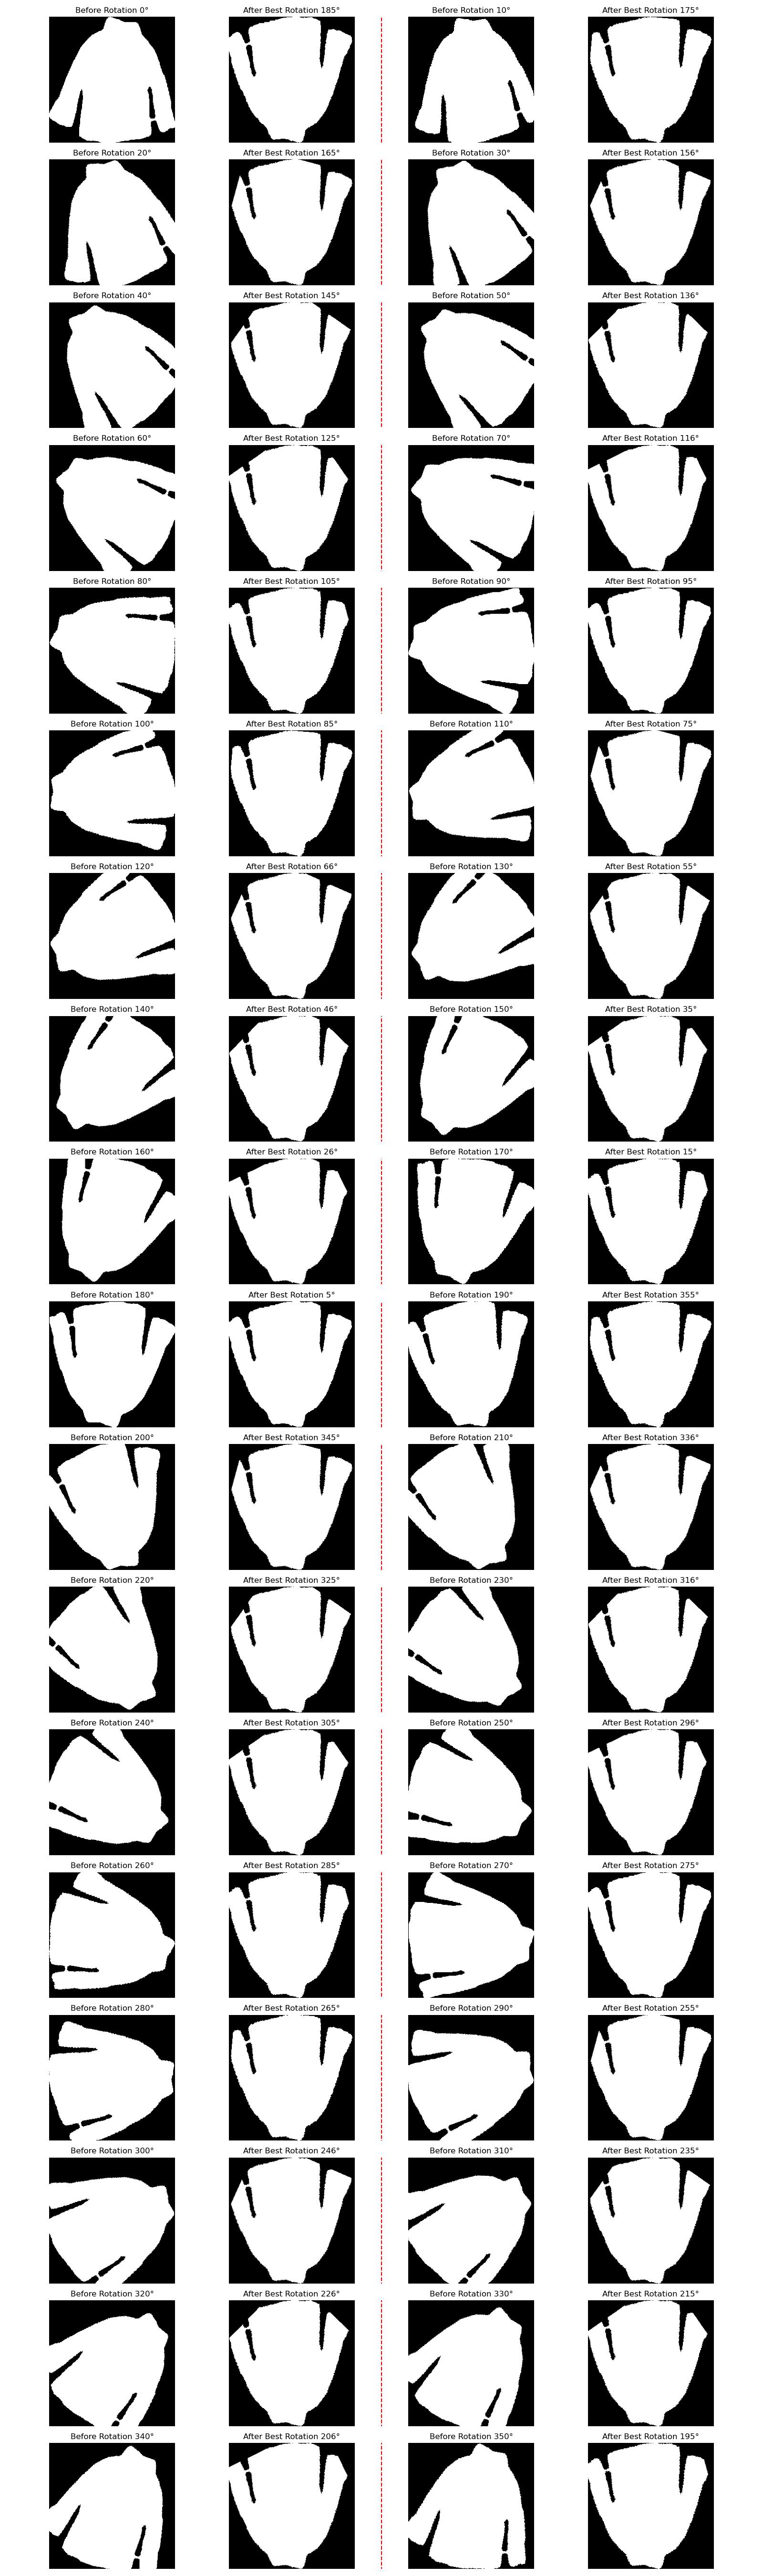 Before Rotation 0° After Best Rotation 185° Before Rotation 10° After Best Rotation 175°
Before Rotation 20° After Best Rotation 165° Before Rotation 30° After Best Rotation 156°
Before Rotation 40° After Best Rotation 145° Before Rotation 50° After Best Rotation 136°
Before Rotation 60° After Best Rotation 125° Before Rotation 70° After Best Rotation 116°
Before Rotation 80° After Best Rotation 105° Before Rotation 90° After Best Rotation 95°
Before Rotation 100° After Best Rotation 85° Before Rotation 110° After Best Rotation 75°
Before Rotation 120° After Best Rotation 66° Before Rotation 130° After Best Rotation 55°
Before Rotation 140° After Best Rotation 46° Before Rotation 150° After Best Rotation 35°
Before Rotation 160° After Best Rotation 26° Before Rotation 170° After Best Rotation 15°
Before Rotation 180° After Best Rotation 5° Before Rotation 190° After Best Rotation 355°
Before Rotation 200° After Best Rotation 345° Before Rotation 210° After Best Rotation 336°
Before Rotation 220° After Best Rotation 325° Before Rotation 230° After Best Rotation 316°
Before Rotation 240° After Best Rotation 305° Before Rotation 250° After Best Rotation 296°
Before Rotation 260° After Best Rotation 285° Before Rotation 270° After Best Rotation 275°
Before Rotation 280° After Best Rotation 265° Before Rotation 290° After Best Rotation 255°
Before Rotation 300° After Best Rotation 246° Before Rotation 310° After Best Rotation 235°
Before Rotation 320° After Best Rotation 226° Before Rotation 330° After Best Rotation 215°
Before Rotation 340° After Best Rotation 206° Before Rotation 350° After Best Rotation 195°